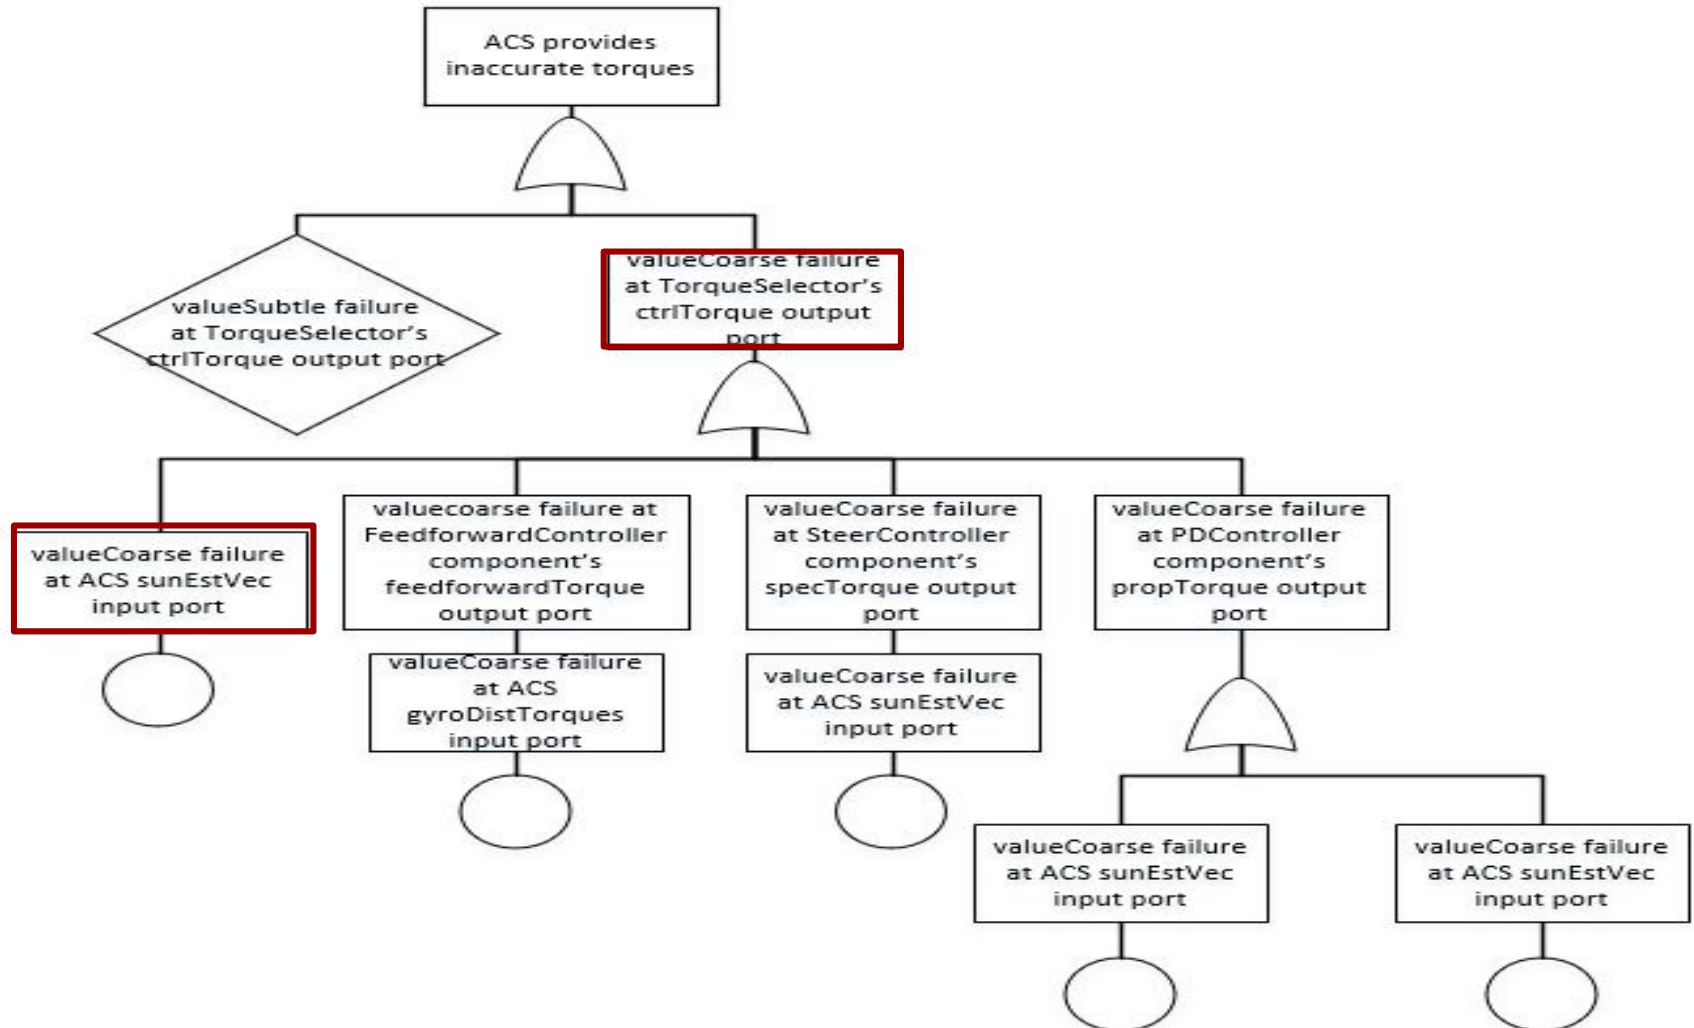 ACS provides
inaccurate torques
valueSubtle failure
at TorqueSelector's
ctrlTorque output port
valueCoarse failure
at TorqueSelector's
ctrlTorque output
port
valueCoarse failure
at ACS sunEstVec
input port
valuecoarse failure at
FeedforwardController
component's
feedforwardTorque
output port
valueCoarse failure
at SteerController
component's
specTorque output
port
valueCoarse failure
at PDController
component's
propTorque output
port
valueCoarse failure
at ACS
gyroDistTorques
input port
valueCoarse failure
at ACS sunEstVec
input port
valueCoarse failure
at ACS sunEstVec
input port
valueCoarse failure
at ACS sunEstVec
input port